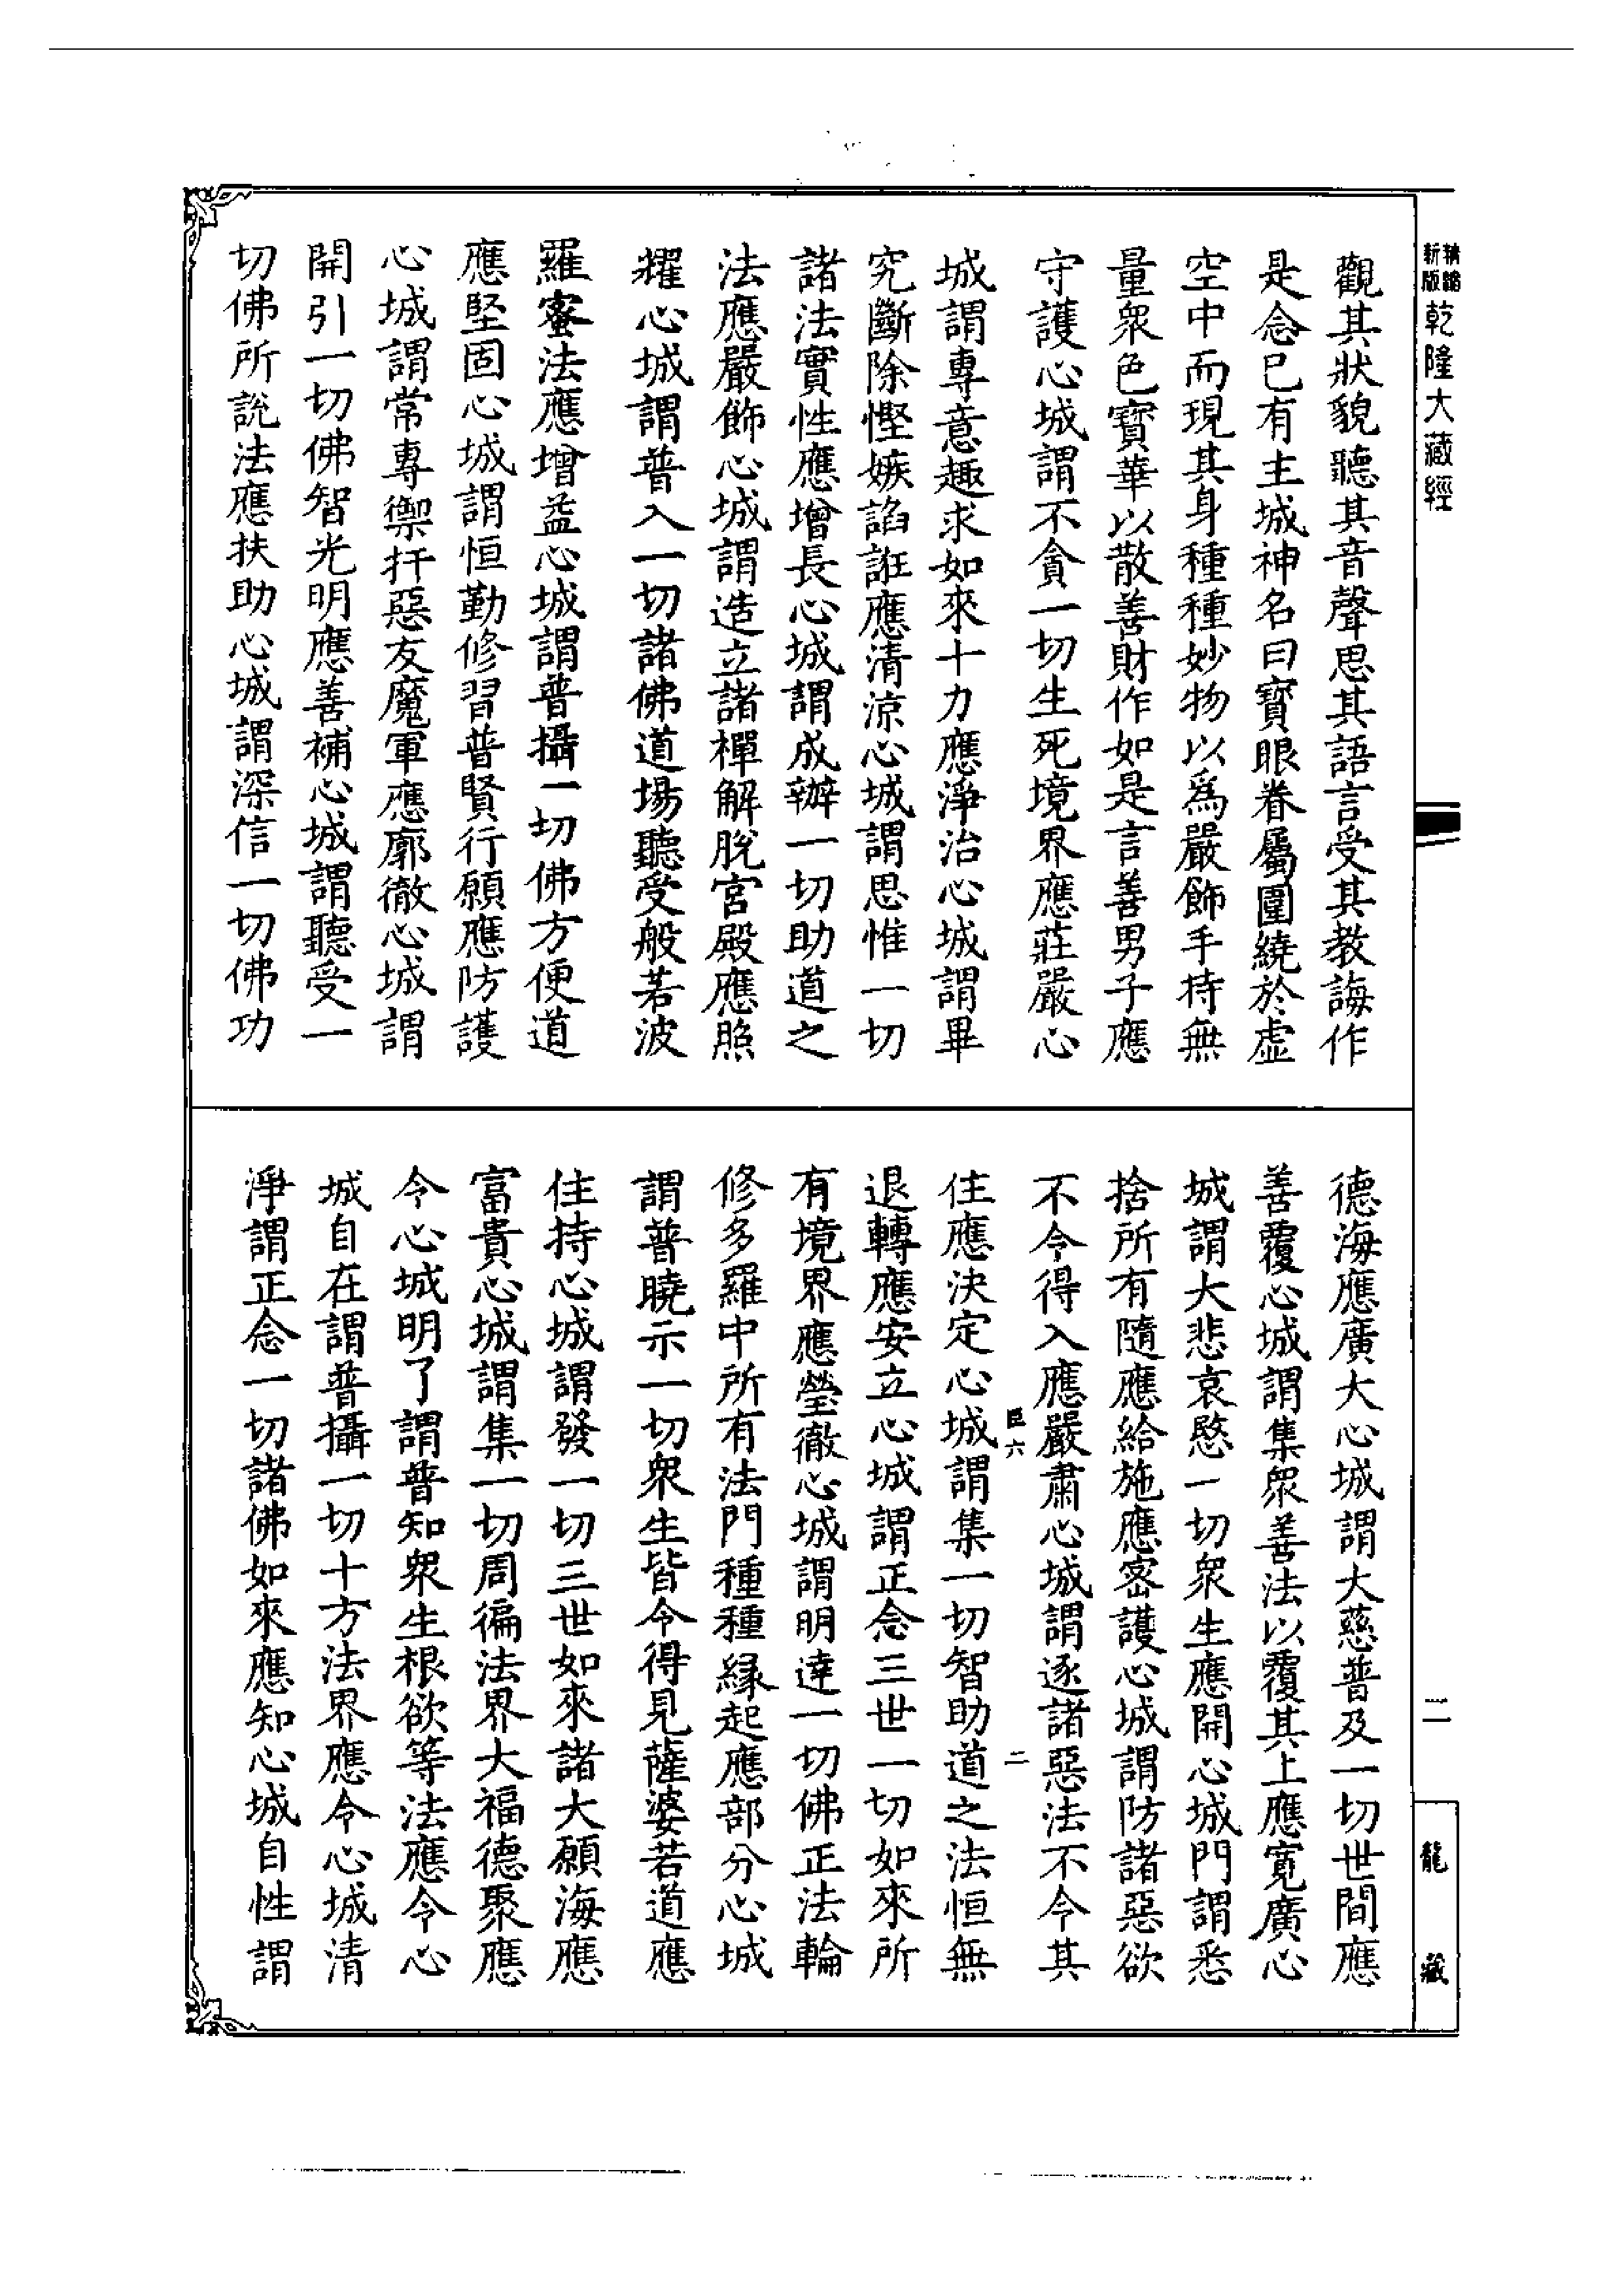 精縮
新版
乾隆大藏經
觀其狀貌聽其音聲思其語言受其教誨作
是念已有主城神名曰寶眼眷屬圍繞於虛
空中而現其身種種妙物以爲嚴飾手持無
量衆色寶華以散善財作如是言善男子應
守護心城謂不貪一切生死境界應莊嚴心
城謂專意趣求如來十力應淨治心城謂畢
究斷除慳嫉諂誑應清涼心城謂思惟一切
諸法實性應增長心城謂成辦一切助道之
法應嚴飾心城謂造立諸禪解脫宮殿應照
耀心城謂普入一切諸佛道場聽受般若波
羅蜜法應增益心城謂普攝一切佛方便道
應堅固心城謂恒勤修習普賢行願應防護
心城謂常專禦扞惡友魔軍應廓徹心城謂
開引一切佛智光明應善補心城謂聽受一
切佛所說法應扶助心城謂深信一切佛功
德海應廣大心城謂大慈普及一切世間應
善覆心城謂集衆善法以覆其上應寬廣心
城謂大悲哀愍一切衆生應開心城門謂悉
捨所有隨應給施應密護心城謂防諸惡欲
不令得入應嚴肅心城謂逐諸惡法不令其
臣六
二
住應決定心城謂集一切智助道之法恒無
退轉應安立心城謂正念三世一切如來所
有境界應瑩徹心城謂明達一切佛正法輪
修多羅中所有法門種種緣起應部分心城
謂普曉示一切衆生皆令得見薩婆若道應
住持心城謂發一切三世如來諸大願海應
富貴心城謂集一切周徧法界大福德聚應
令心城明了謂普知衆生根欲等法應令心
城自在謂普攝一切十方法界應令心城清
淨謂正念一切諸佛如來應知心城自性謂
二
龍藏